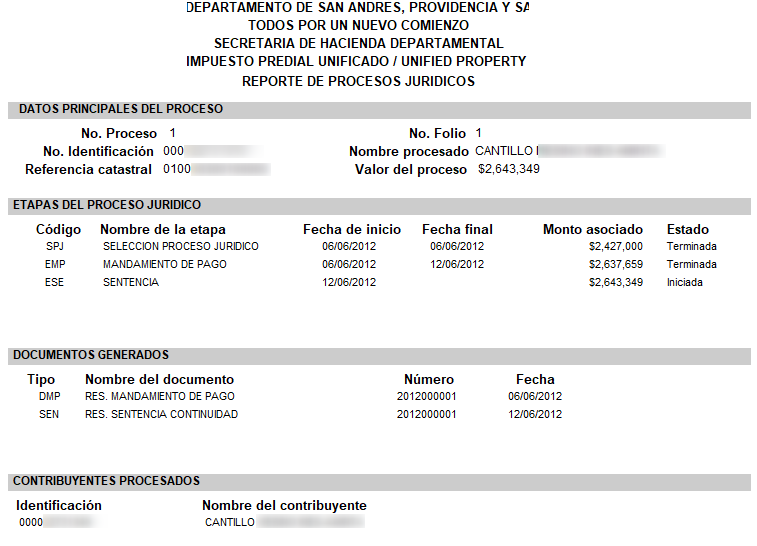 DEPARTAMENTO DE SAN ANDRES, PROVIDENCIA Y SA
TODOS POR UN NUEVO COMIENZO
SECRETARIA DE HACIENDA DEPARTAMENTAL
IMPUESTO PREDIAL UNIFICADO / UNIFIED PROPERTY
REPORTE DE PROCESOS JURIDICOS
DATOS PRINCIPALES DEL PROCESO
No. Proceso 1 No. Folio 1
No. Identificación 000 Nombre procesado CANTILLO
Referencia catastral 0100 Valor del proceso $2,643,349
ETAPAS DEL PROCESO JURIDICO
Código Nombre de la etapa Fecha de inicio Fecha final Monto asociado Estado
SPJ SELECCION PROCESO JURIDICO 06/06/2012 06/06/2012 $2,427,000 Terminada
EMP MANDAMIENTO DE PAGO 06/06/2012 12/06/2012 $2,637,659 Terminada
ESE SENTENCIA 12/06/2012 $2,643,349 Iniciada
DOCUMENTOS GENERADOS
Tipo Nombre del documento Número Fecha
DMP RES. MANDAMIENTO DE PAGO 2012000001 06/06/2012
SEN RES. SENTENCIA CONTINUIDAD 2012000001 12/06/2012
CONTRIBUYENTES PROCESADOS
Identificación Nombre del contribuyente
0000 CANTILLO